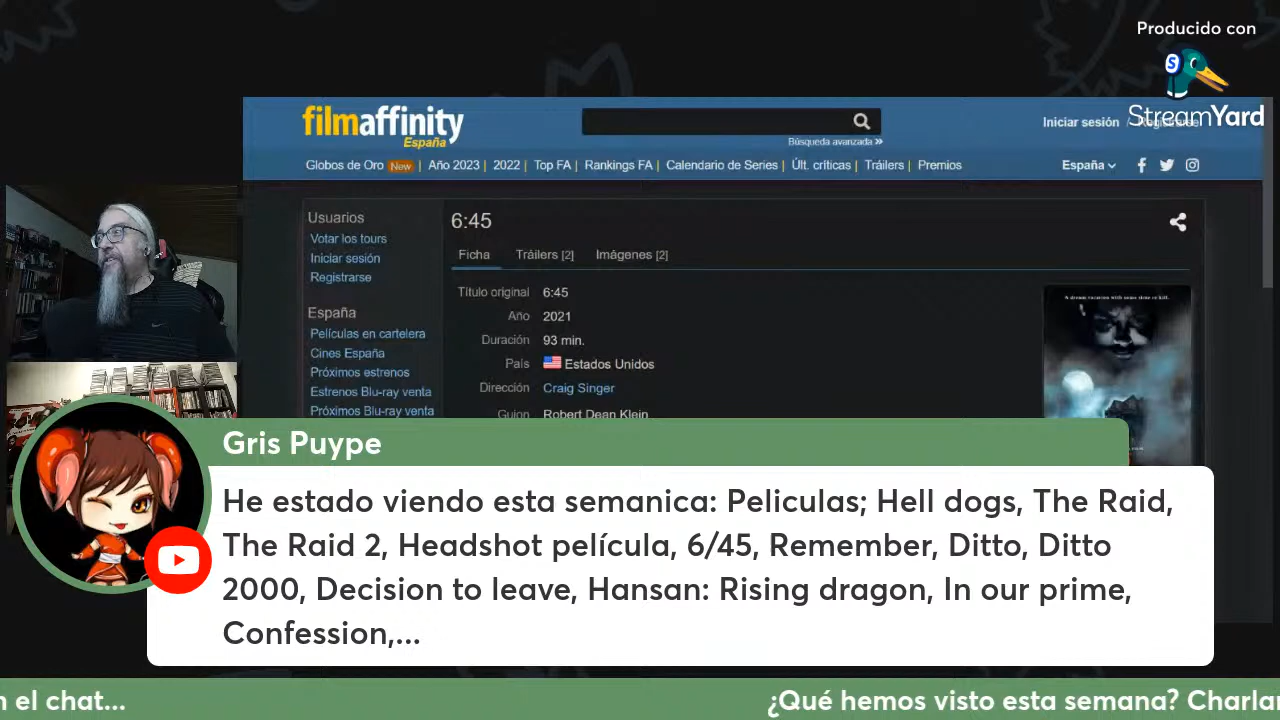 Producido con
StreamYard
filmaffinity
España
Búsqueda avanzada
Iniciar sesión /
Globos de Oro New | Año 2023 | 2022 | Top FA | Rankings FA | Calendario de Series | Últ. críticas | Tráilers | Premios
España
Usuarios
Votar los tours
Iniciar sesión
Registrarse
España
Películas en cartelera
Cines España
Próximos estrenos
Estrenos Blu-ray venta
Próximos Blu-ray venta
6:45
Ficha Tráilers [2] Imágenes [2]
Título original 6:45
Año 2021
Duración 93 min.
País Estados Unidos
Dirección Craig Singer
Guion Robert Dean Klein
Gris Puype
He estado viendo esta semanica: Peliculas; Hell dogs, The Raid,
The Raid 2, Headshot película, 6/45, Remember, Ditto, Ditto
2000, Decision to leave, Hansan: Rising dragon, In our prime,
Confession,...
n el chat...
¿Qué hemos visto esta semana? Charlar